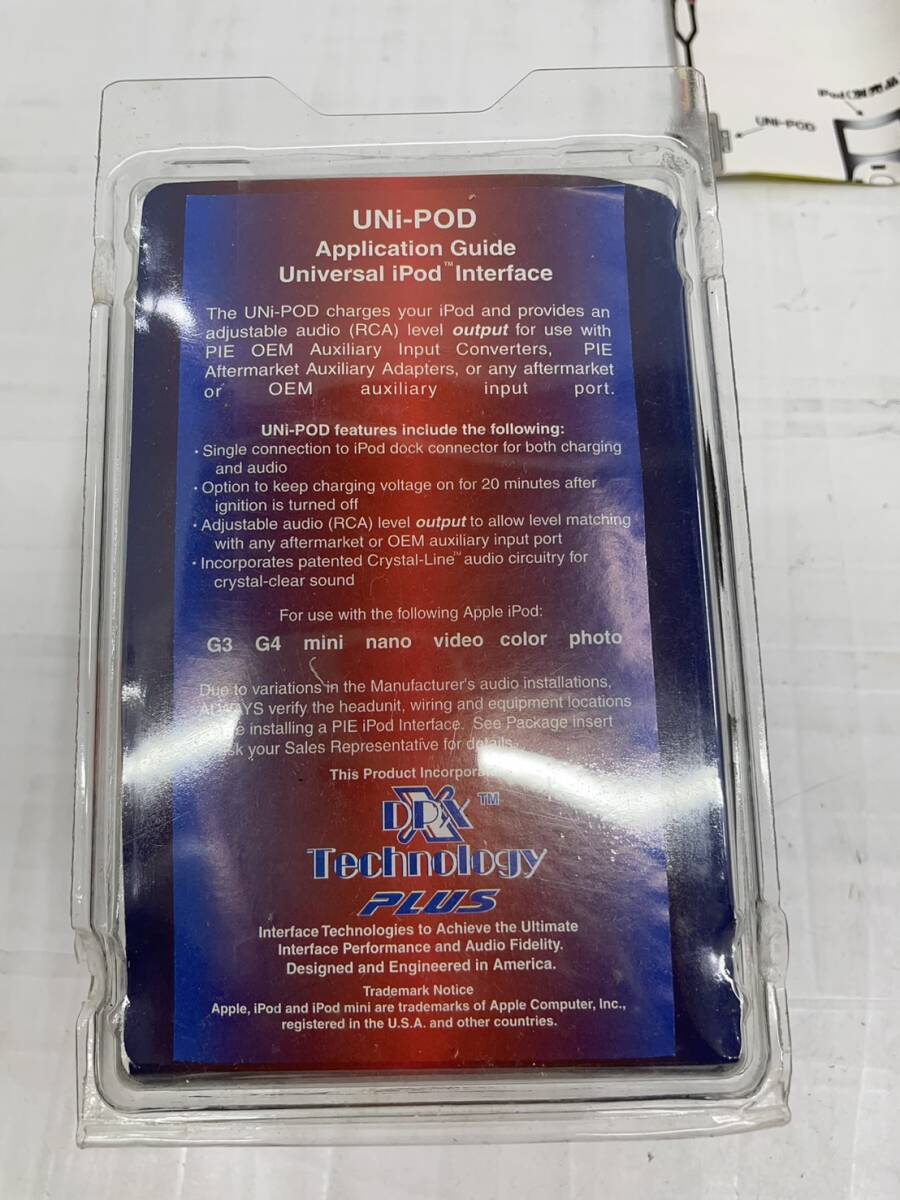 iPod(別売品)
UNI-POD
UNi-POD
Application Guide
Universal iPod™ Interface
The UNi-POD charges your iPod and provides an
adjustable audio (RCA) level output for use with
PIE OEM Auxiliary Input Converters, PIE
Aftermarket Auxiliary Adapters, or any aftermarket
or OEM auxiliary input port.
UNi-POD features include the following:
· Single connection to iPod dock connector for both charging
and audio
· Option to keep charging voltage on for 20 minutes after
ignition is turned off
· Adjustable audio (RCA) level output to allow level matching
with any aftermarket or OEM auxiliary input port
· Incorporates patented Crystal-Line™ audio circuitry for
crystal-clear sound
For use with the following Apple iPod:
G3 G4 mini nano video color photo
Due to variations in the Manufacturer's audio installations,
ALWAYS verify the headunit, wiring and equipment locations
installing a PIE iPod Interface. See Package insert
your Sales Representative for details.
This Product
DPX™
Technology
PLUS
Interface Technologies to Achieve the Ultimate
Interface Performance and Audio Fidelity.
Designed and Engineered in America.
Trademark Notice
Apple, iPod and iPod mini are trademarks of Apple Computer, Inc.,
registered in the U.S.A. and other countries.